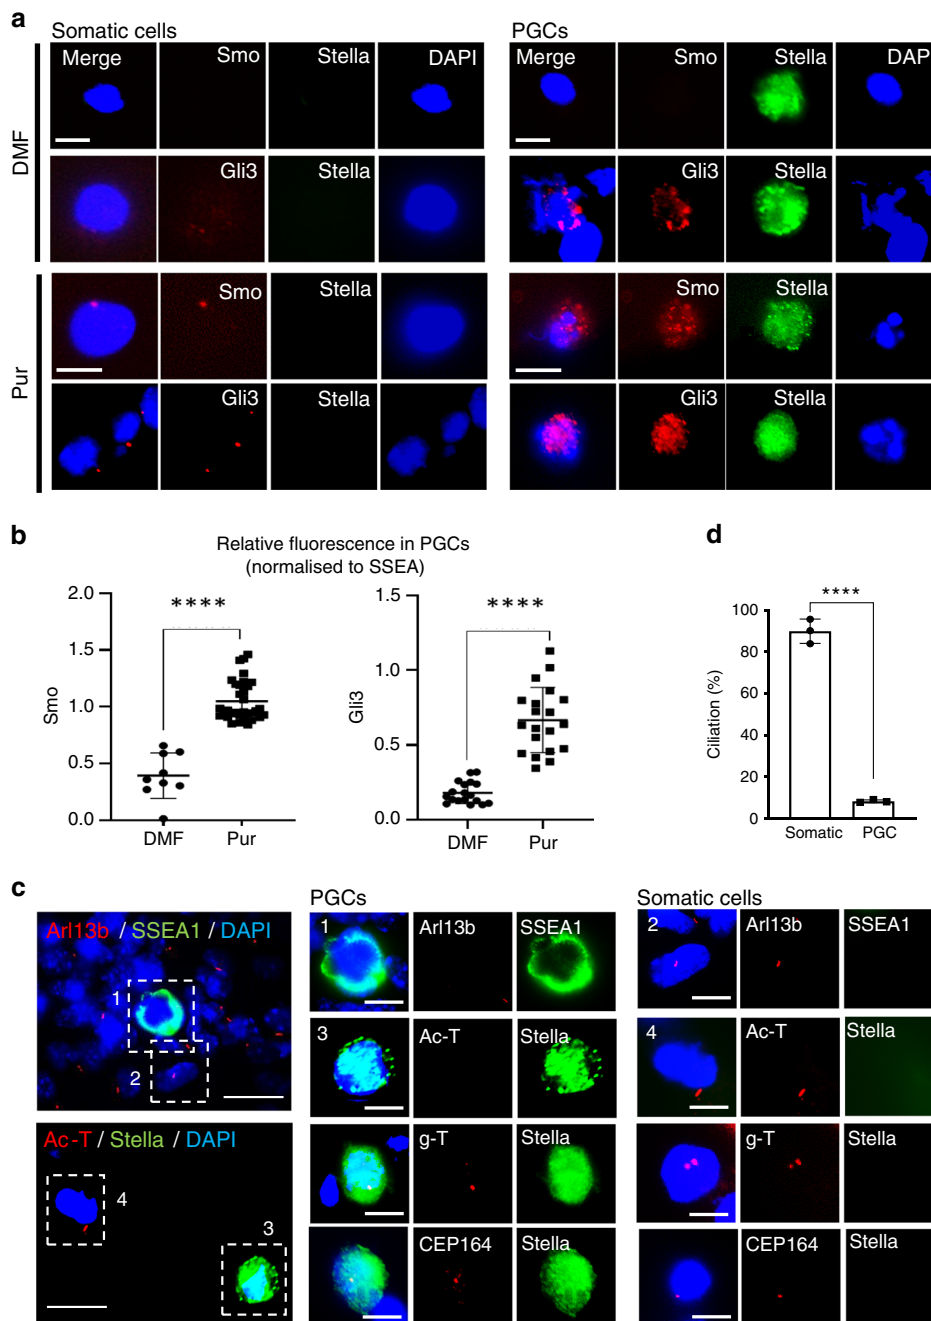 a
Somatic cells
PGCs
Merge Smo Stella DAPI
Merge Smo Stella DAP
DMF
Gli3 Stella
Gli3 Stella
Pur
Smo Stella
Smo Stella
Gli3 Stella
Gli3 Stella
b
Relative fluorescence in PGCs
(normalised to SSEA)
Smo
2.0
1.5
1.0
0.5
0.0
****
DMF Pur
Gli3
1.5
1.0
0.5
0.0
****
DMF Pur
d
Ciliation (%)
100
80
60
40
20
0
****
Somatic PGC
c
PGCs
Somatic cells
Arl13b / SSEA1 / DAPI
1
2
Ac-T / Stella / DAPI
4
3
1 Arl13b SSEA1
3 Ac-T Stella
g-T Stella
CEP164 Stella
2 Arl13b SSEA1
4 Ac-T Stella
g-T Stella
CEP164 Stella